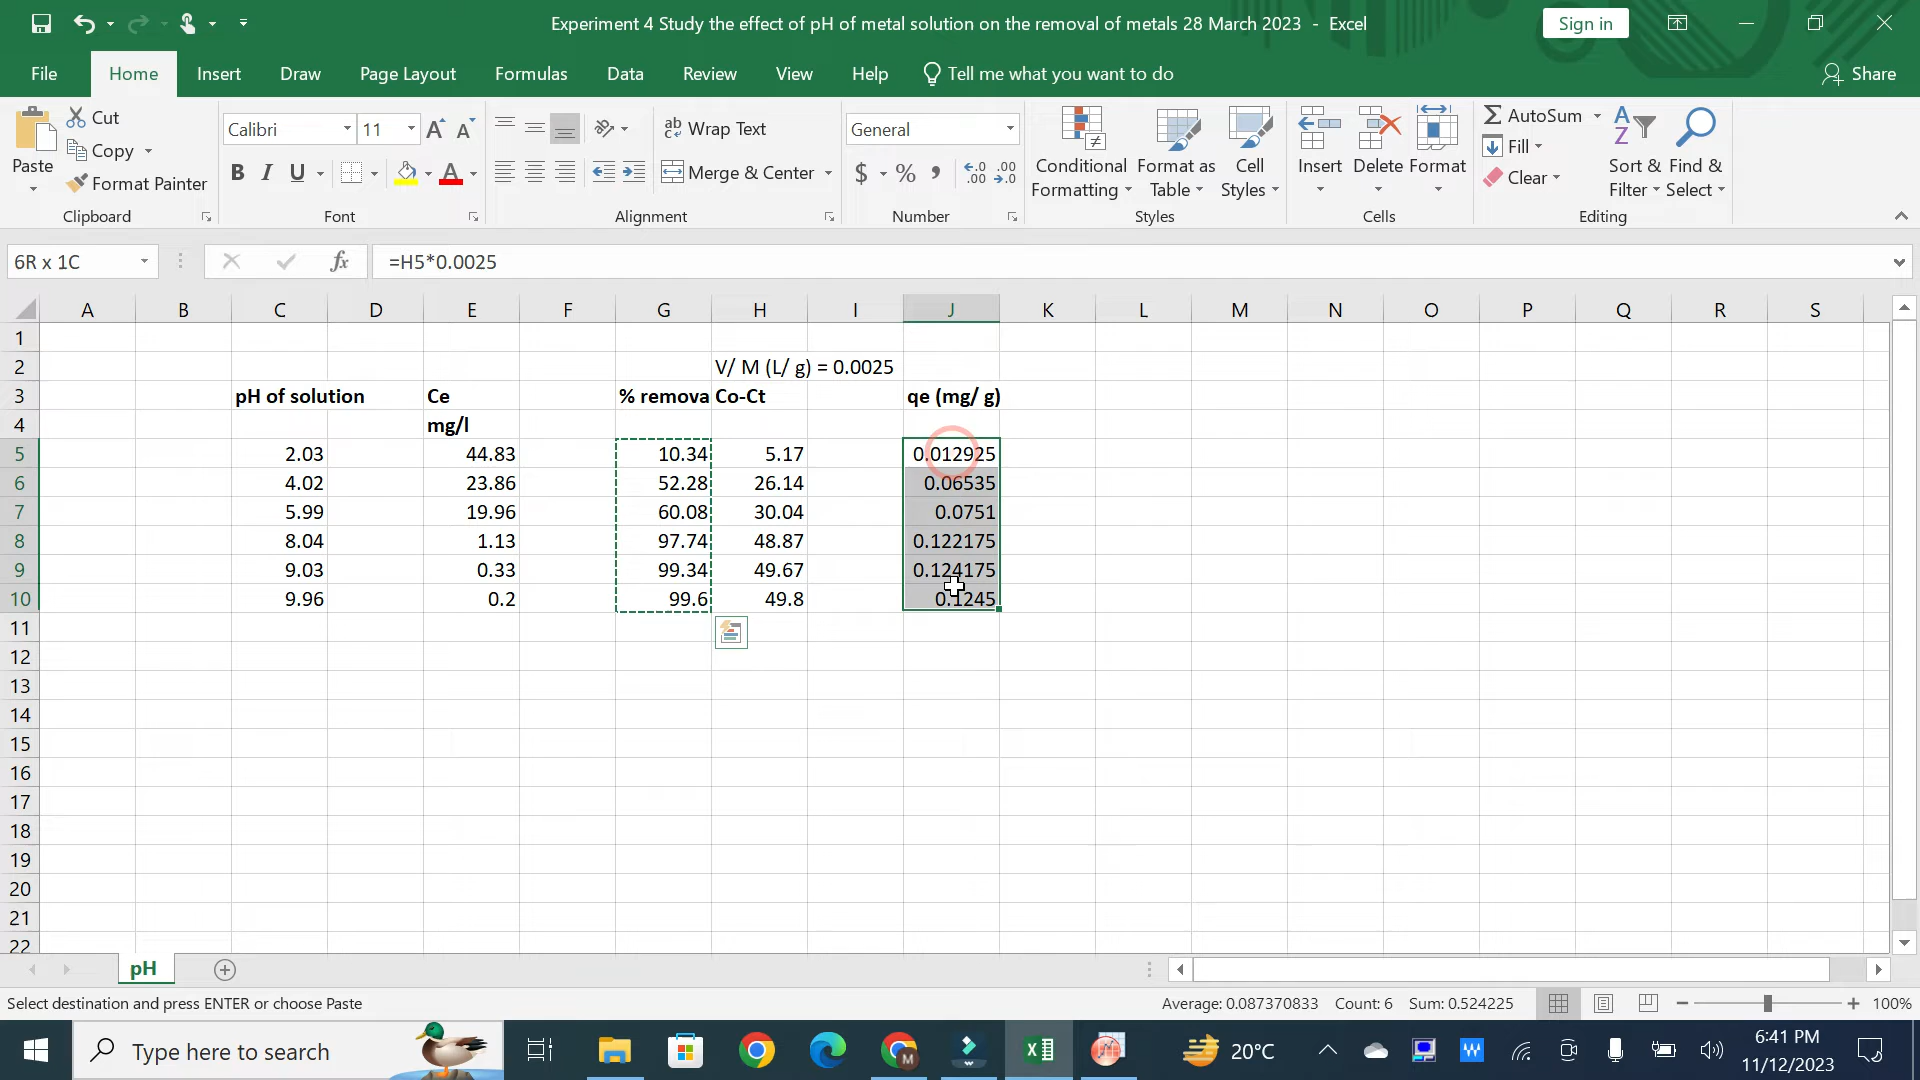 Experiment 4 Study the effect of pH of metal solution on the removal of metals 28 March 2023 - Excel
Sign in
File Home Insert Draw Page Layout Formulas Data Review View Help Tell me what you want to do Share
Paste Cut Copy Format Painter Clipboard
Calibri 11 B I U A A A Font
Wrap Text Merge & Center Alignment
General $ % , Number
Conditional Formatting Format as Table Cell Styles Styles
Insert Delete Format Cells
AutoSum Fill Clear Sort & Filter Find & Select Editing
6R x 1C fx =H5*0.0025
A B C D E F G H I J K L M N O P Q R S
1
2 V/ M (L/ g) = 0.0025
3 pH of solution Ce % remova Co-Ct qe (mg/ g)
4 mg/l
5 2.03 44.83 10.34 5.17 0.012925
6 4.02 23.86 52.28 26.14 0.06535
7 5.99 19.96 60.08 30.04 0.0751
8 8.04 1.13 97.74 48.87 0.122175
9 9.03 0.33 99.34 49.67 0.124175
10 9.96 0.2 99.6 49.8 0.1245
11
12
13
14
15
16
17
18
19
20
21
22
pH
Select destination and press ENTER or choose Paste Average: 0.087370833 Count: 6 Sum: 0.524225 100%
Type here to search 20°C 6:41 PM
11/12/2023